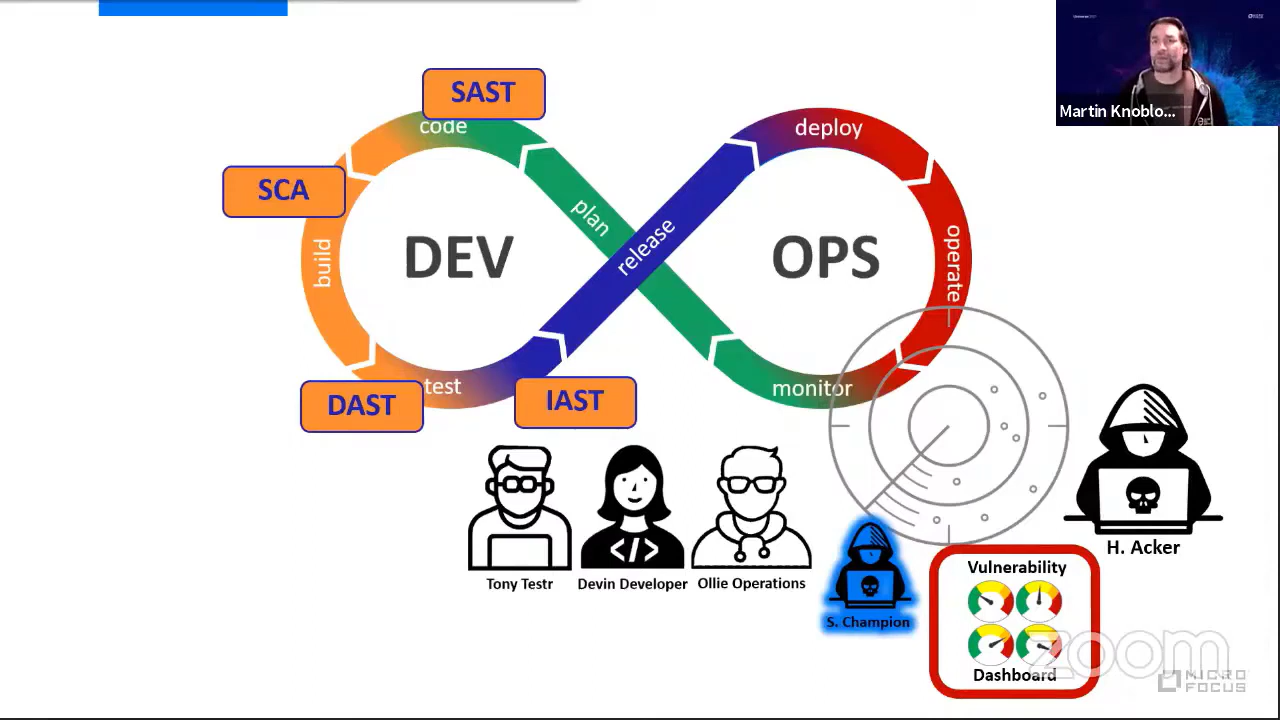 SAST
code
deploy
SCA
plan
release
DEV
OPS
build
operate
DAST
test
IAST
monitor
Tony Testr
Devin Developer
</>
Ollie Operations
S. Champion
H. Acker
Vulnerability
Dashboard
zoom
MICRO
FOCUS
Martin Knoblo...